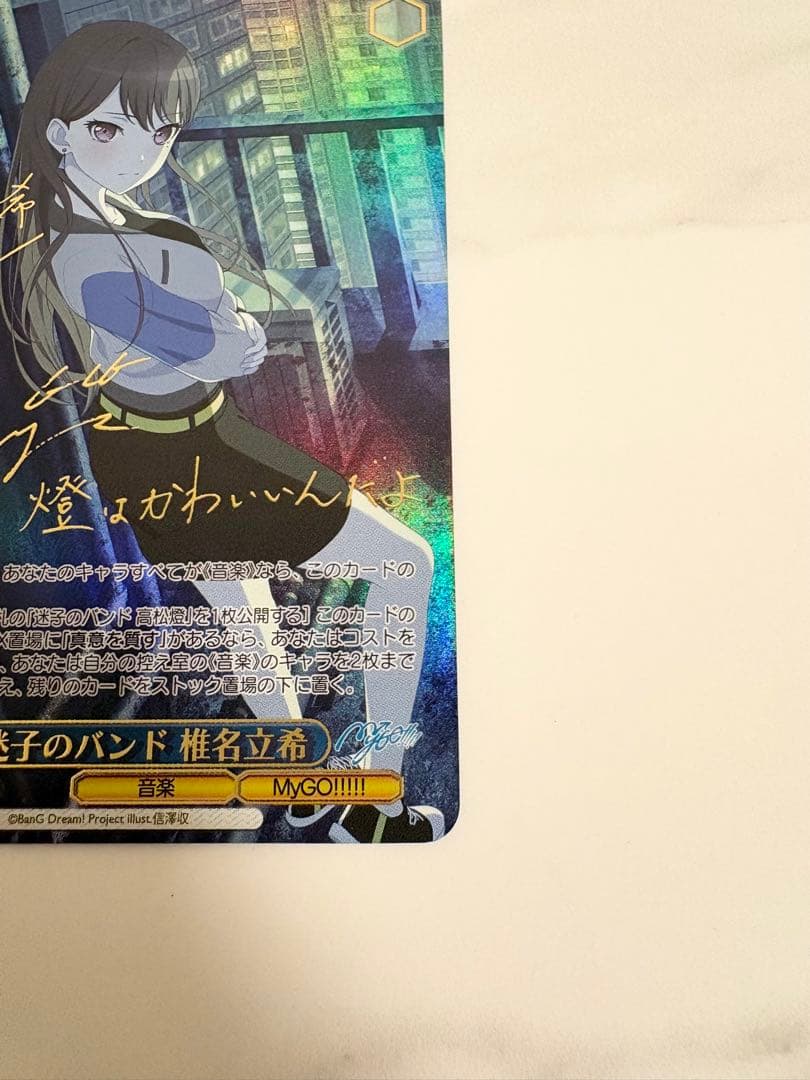 希
燈はかわいいんだよ
あなたのキャラすべてが《音楽》なら、このカードの
札の「迷子のバンド 高松燈」を1枚公開する］ このカードの
置場に「真意を質す」があるなら、あなたはコストを
、あなたは自分の控え室の《音楽》のキャラを2枚まで
え、残りのカードをストック置場の下に置く。
迷子のバンド 椎名立希
MyGO!!!!!
音楽
MyGO!!!!!
©BanG Dream! Project illust.信澤収